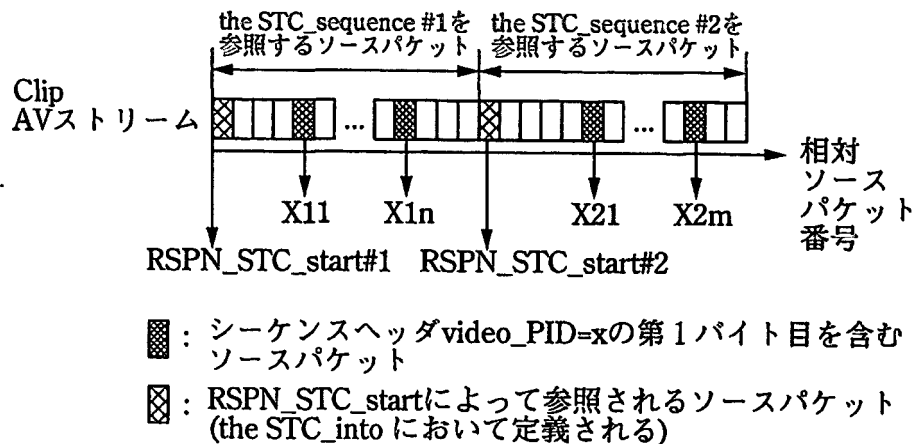 the STC_sequence #1を
参照するソースパケット
the STC_sequence #2を
参照するソースパケット
Clip
AVストリーム
...
...
相対
ソース
パケット
番号
X11
X1n
X21
X2m
RSPN_STC_start#1
RSPN_STC_start#2
: シーケンスヘッダvideo_PID=xの第1バイト目を含む
ソースパケット
: RSPN_STC_startによって参照されるソースパケット
(the STC_into において定義される)